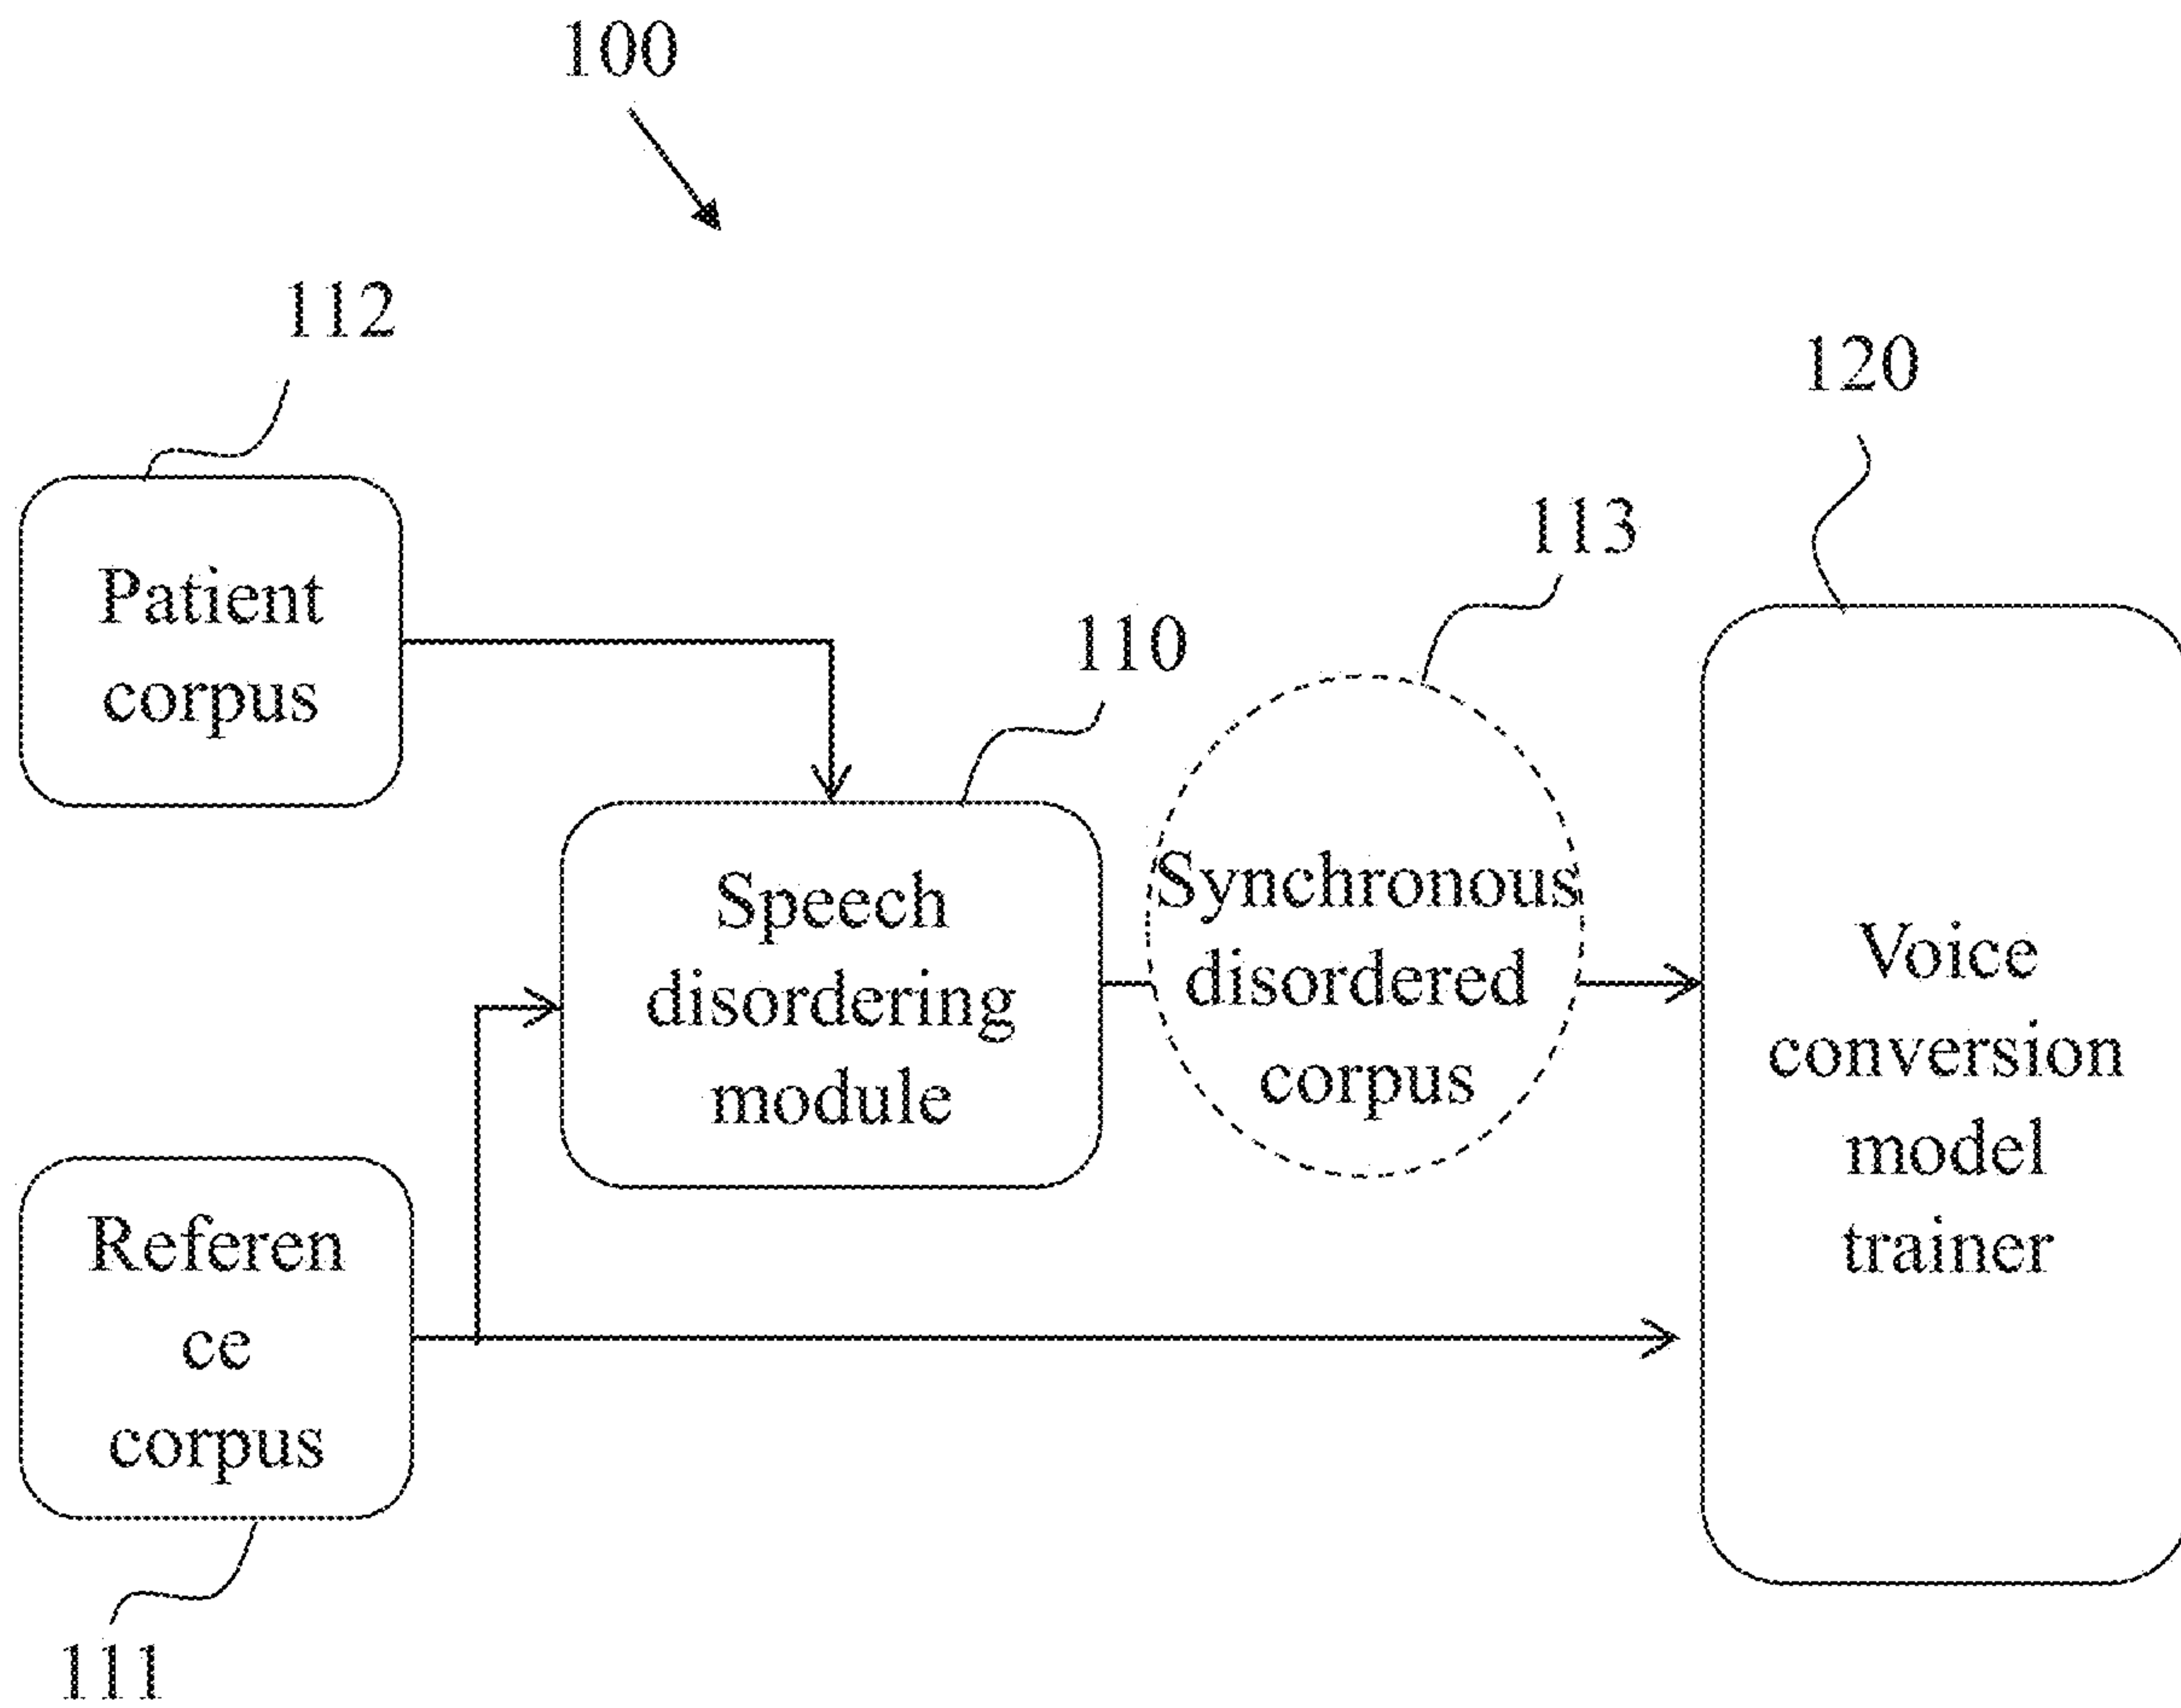 100
112
120
113
110
Patient
corpus
Speech
disordering
module
Synchronous
disordered
corpus
Voice
conversion
model
trainer
Referen
ce
corpus
111